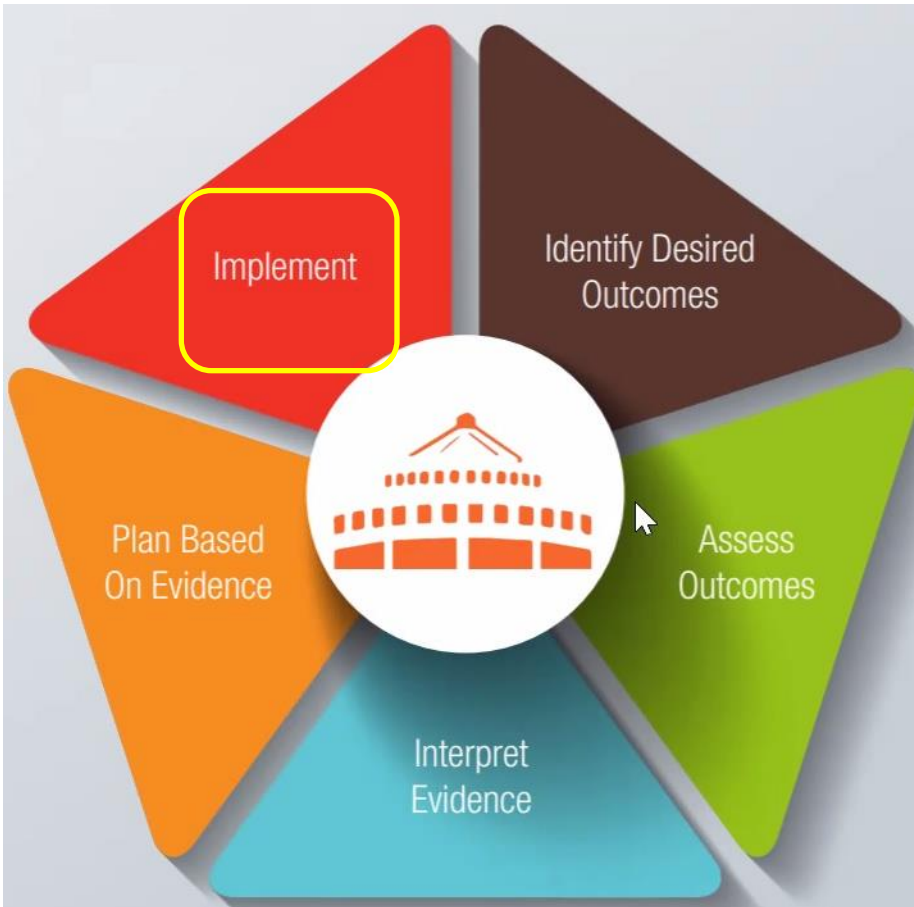 Implement
Identify Desired
Outcomes
Plan Based
On Evidence
Assess
Outcomes
Interpret
Evidence